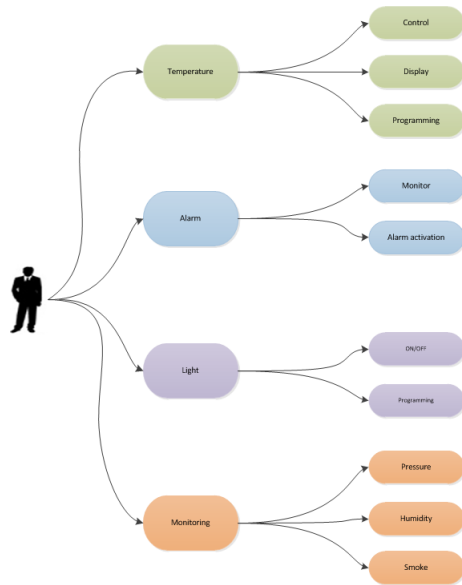 Control
Temperature
Display
Programming
Monitor
Alarm
Alarm activation
ON/OFF
Light
Programming
Pressure
Monitoring
Humidity
Smoke